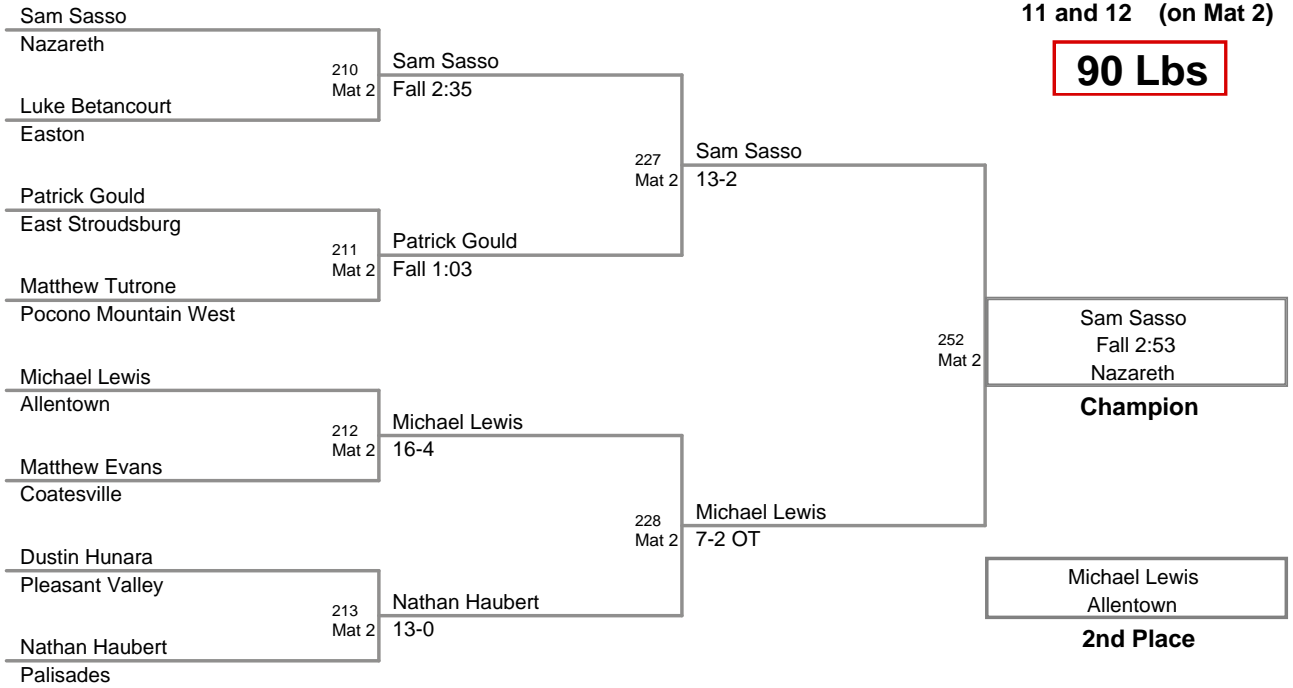 11 and 12 (on Mat 2)
90 Lbs
Sam Sasso
Nazareth
210
Mat 2
Luke Betancourt
Easton
Sam Sasso
Fall 2:35
Patrick Gould
East Stroudsburg
211
Mat 2
Matthew Tutrone
Pocono Mountain West
Patrick Gould
Fall 1:03
227
Mat 2
Sam Sasso
13-2
Michael Lewis
Allentown
212
Mat 2
Matthew Evans
Coatesville
Michael Lewis
16-4
Dustin Hunara
Pleasant Valley
213
Mat 2
Nathan Haubert
Palisades
Nathan Haubert
13-0
228
Mat 2
Michael Lewis
7-2 OT
252
Mat 2
Sam Sasso
Fall 2:53
Nazareth
Champion
Michael Lewis
Allentown
2nd Place